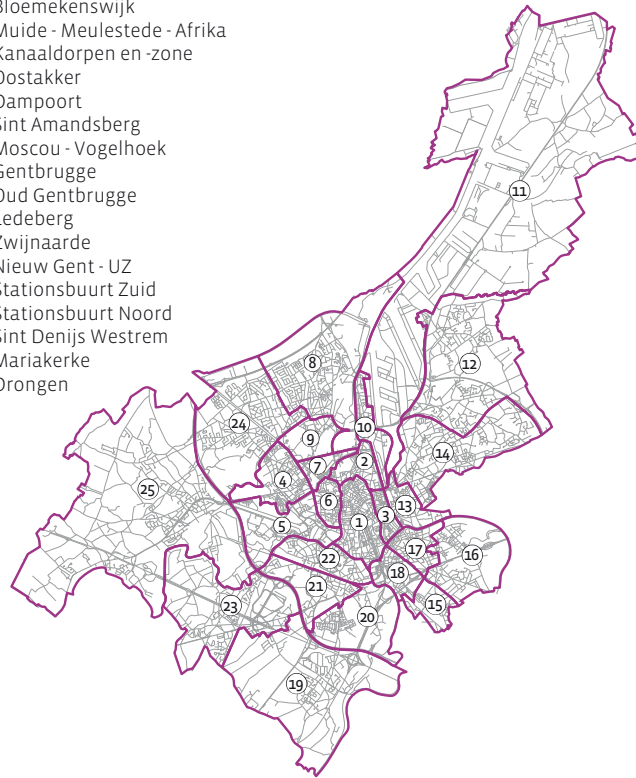 Bloemekenswijk
Muide - Meulestede - Afrika
Kanaaldorpen en -zone
Oostakker
Dampoort
Sint Amandsberg
Moscou - Vogelhoek
Gentbrugge
Oud Gentbrugge
Ledeberg
Zwijnaarde
Nieuw Gent - UZ
Stationsbuurt Zuid
Stationsbuurt Noord
Sint Denijs Westrem
Mariakerke
Drongen
11
8
12
24
10
9
14
2
7
4
25
6
13
3
1
5
17
16
22
18
21
15
23
20
19